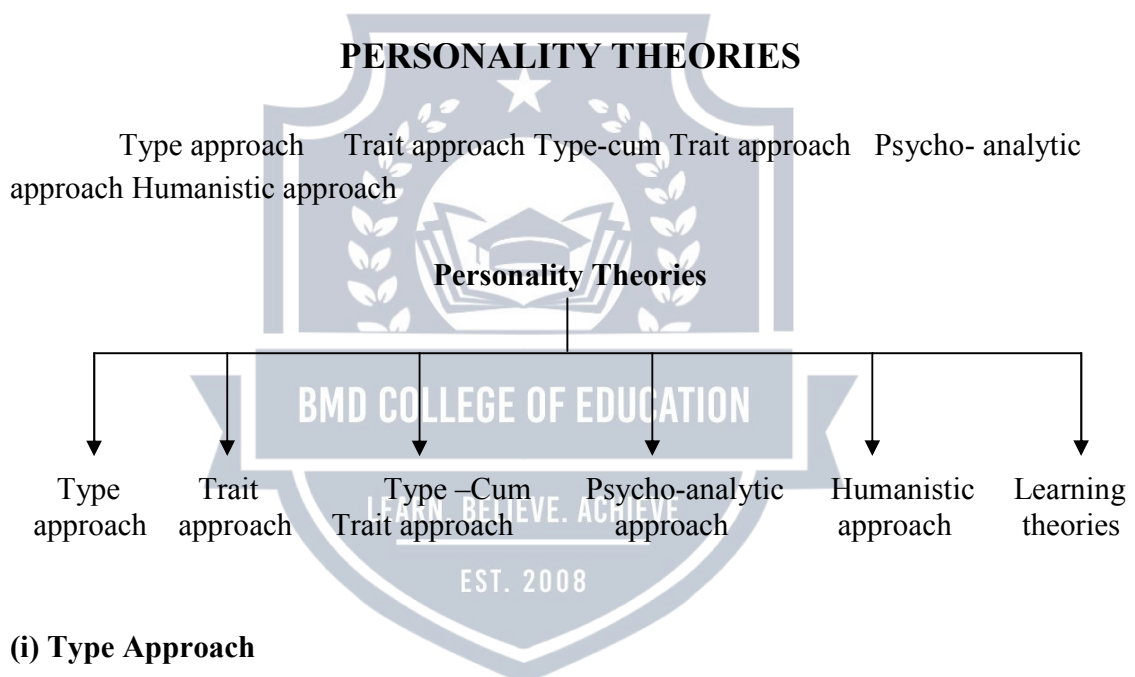 PERSONALITY THEORIES
Type approach Trait approach Type-cum Trait approach Psycho- analytic
approach Humanistic approach
Personality Theories
BMD COLLEGE OF EDUCATION
Type Trait Type –Cum Psycho-analytic Humanistic Learning
approach approach Trait approach approach approach theories
LEARN. BELIEVE. ACHIEVE
EST. 2008
(i) Type Approach